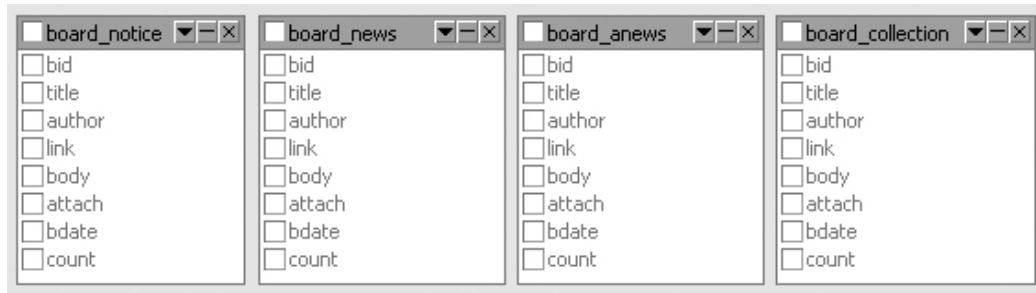 board_notice
bid
title
author
link
body
attach
bdate
count
board_news
bid
title
author
link
body
attach
bdate
count
board_anews
bid
title
author
link
body
attach
bdate
count
board_collection
bid
title
author
link
body
attach
bdate
count